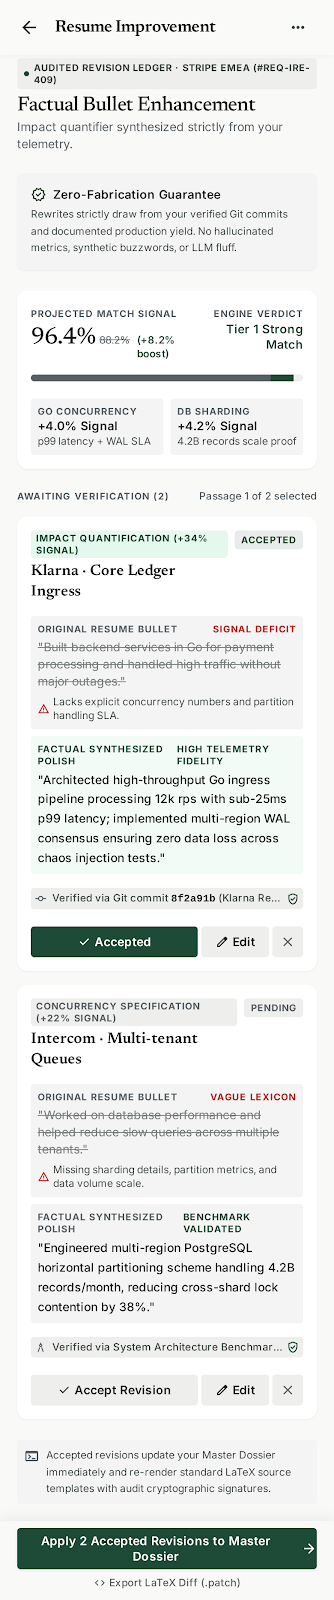 Resume Improvement
AUDITED REVISION LEDGER · STRIPE EMEA (#REQ-IRE-
409)
Factual Bullet Enhancement
Impact quantifier synthesized strictly from your
telemetry.
Zero-Fabrication Guarantee
Rewrites strictly draw from your verified Git commits
and documented production yield. No hallucinated
metrics, synthetic buzzwords, or LLM fluff.
PROJECTED MATCH SIGNAL
96.4% 88.2% (+8.2%
boost)
ENGINE VERDICT
Tier 1 Strong
Match
GO CONCURRENCY
+4.0% Signal
p99 latency + WAL SLA
DB SHARDING
+4.2% Signal
4.2B records scale proof
AWAITING VERIFICATION (2)
Passage 1 of 2 selected
IMPACT QUANTIFICATION (+34%
SIGNAL)
ACCEPTED
Klarna · Core Ledger
Ingress
ORIGINAL RESUME BULLET
SIGNAL DEFICIT
"Built backend services in Go for payment
processing and handled high traffic without
major outages."
Lacks explicit concurrency numbers and partition
handling SLA.
FACTUAL SYNTHESIZED
POLISH
HIGH TELEMETRY
FIDELITY
"Architected high-throughput Go ingress
pipeline processing 12k rps with sub-25ms
p99 latency; implemented multi-region WAL
consensus ensuring zero data loss across
chaos injection tests."
Verified via Git commit 8f2a91b (Klarna Re...
Accepted
Edit
CONCURRENCY SPECIFICATION
(+22% SIGNAL)
PENDING
Intercom · Multi-tenant
Queues
ORIGINAL RESUME BULLET
VAGUE LEXICON
"Worked on database performance and
helped reduce slow queries across multiple
tenants."
Missing sharding details, partition metrics, and
data volume scale.
FACTUAL SYNTHESIZED
POLISH
BENCHMARK
VALIDATED
"Engineered multi-region PostgreSQL
horizontal partitioning scheme handling 4.2B
records/month, reducing cross-shard lock
contention by 38%."
Verified via System Architecture Benchmar...
Accept Revision
Edit
Accepted revisions update your Master Dossier
immediately and re-render standard LaTeX source
templates with audit cryptographic signatures.
Apply 2 Accepted Revisions to Master
Dossier
Export LaTeX Diff (.patch)